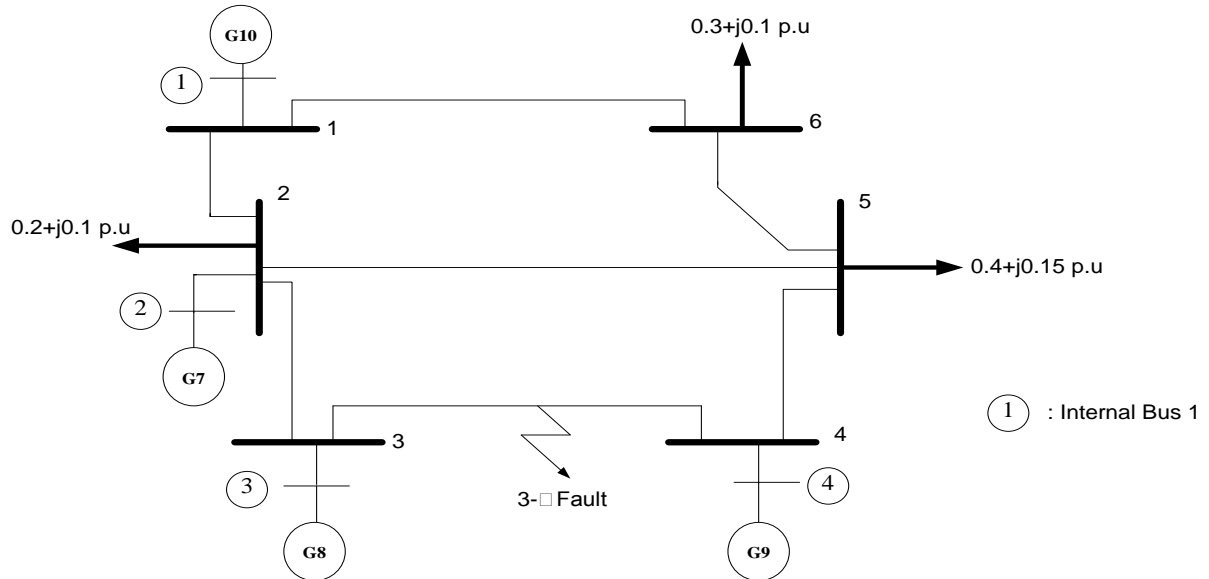 G10
0.3+j0.1 p.u
1
1
6
2
5
0.2+j0.1 p.u
0.4+j0.15 p.u
2
G7
1 : Internal Bus 1
3
4
3
4
3-□ Fault
G8
G9